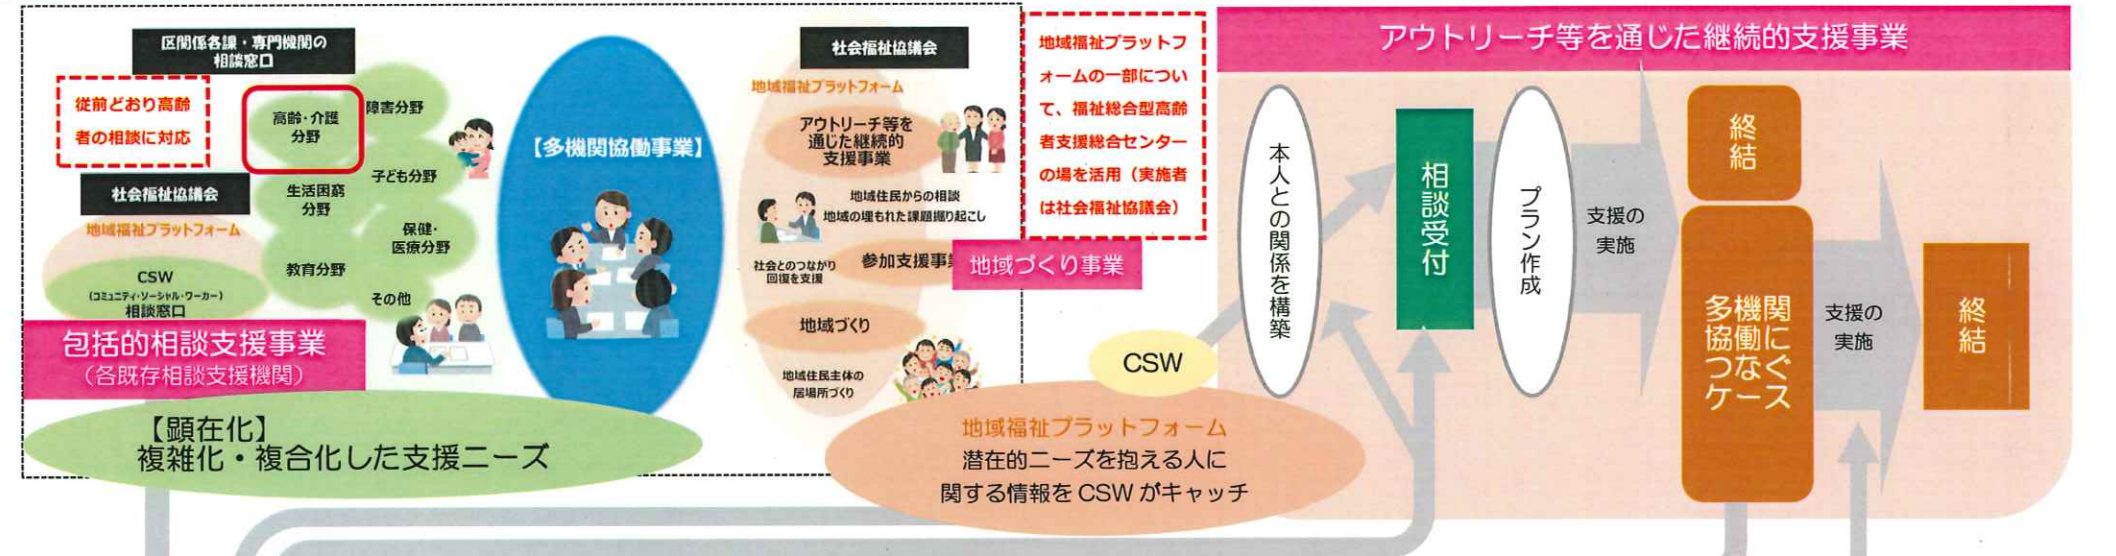 区関係各課・専門機関の
相談窓口
従前どおり高齢
者の相談に対応
高齢・介護
分野
障害分野
子ども分野
生活困窮
分野
保健・
医療分野
教育分野
その他
社会福祉協議会
地域福祉プラットフォーム
CSW
(コミュニティ・ソーシャル・ワーカー)
相談窓口
包括的相談支援事業
(各既存相談支援機関)
【顕在化】
複雑化・複合化した支援ニーズ
【多機関協働事業】
社会福祉協議会
地域福祉プラットフォーム
アウトリーチ等を
通じた継続的
支援事業
地域住民からの相談
地域の埋もれた課題掘り起こし
社会とのつながり
回復を支援
参加支援事
地域づくり事業
地域づくり
地域住民主体の
居場所づくり
地域福祉プラットフ
ォームの一部につい
て、福祉総合型高齢
者支援総合センター
の場を活用（実施者
は社会福祉協議会）
CSW
地域福祉プラットフォーム
潜在的ニーズを抱える人に
関する情報をCSWがキャッチ
アウトリーチ等を通じた継続的支援事業
本人との関係を構築
相談受付
プラン作成
支援の
実施
終結
多機関
協働に
つなぐ
ケース
支援の
実施
終結